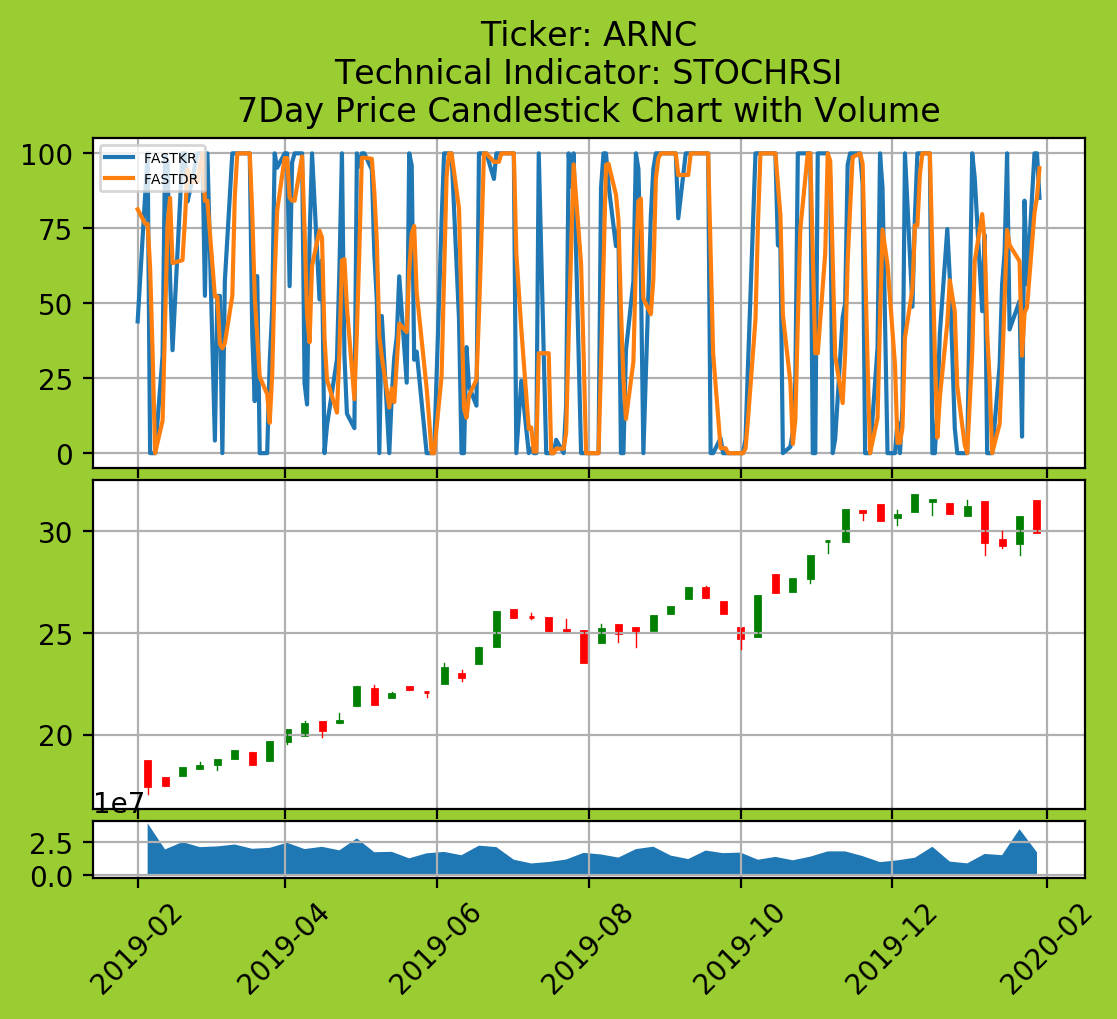 Ticker: ARNC
Technical Indicator: STOCHRSI
7Day Price Candlestick Chart with Volume
100
75
50
25
0
FASTKR
FASTDR
30
25
20
1e7
2.5
0.0
2019-02
2019-04
2019-06
2019-08
2019-10
2019-12
2020-02